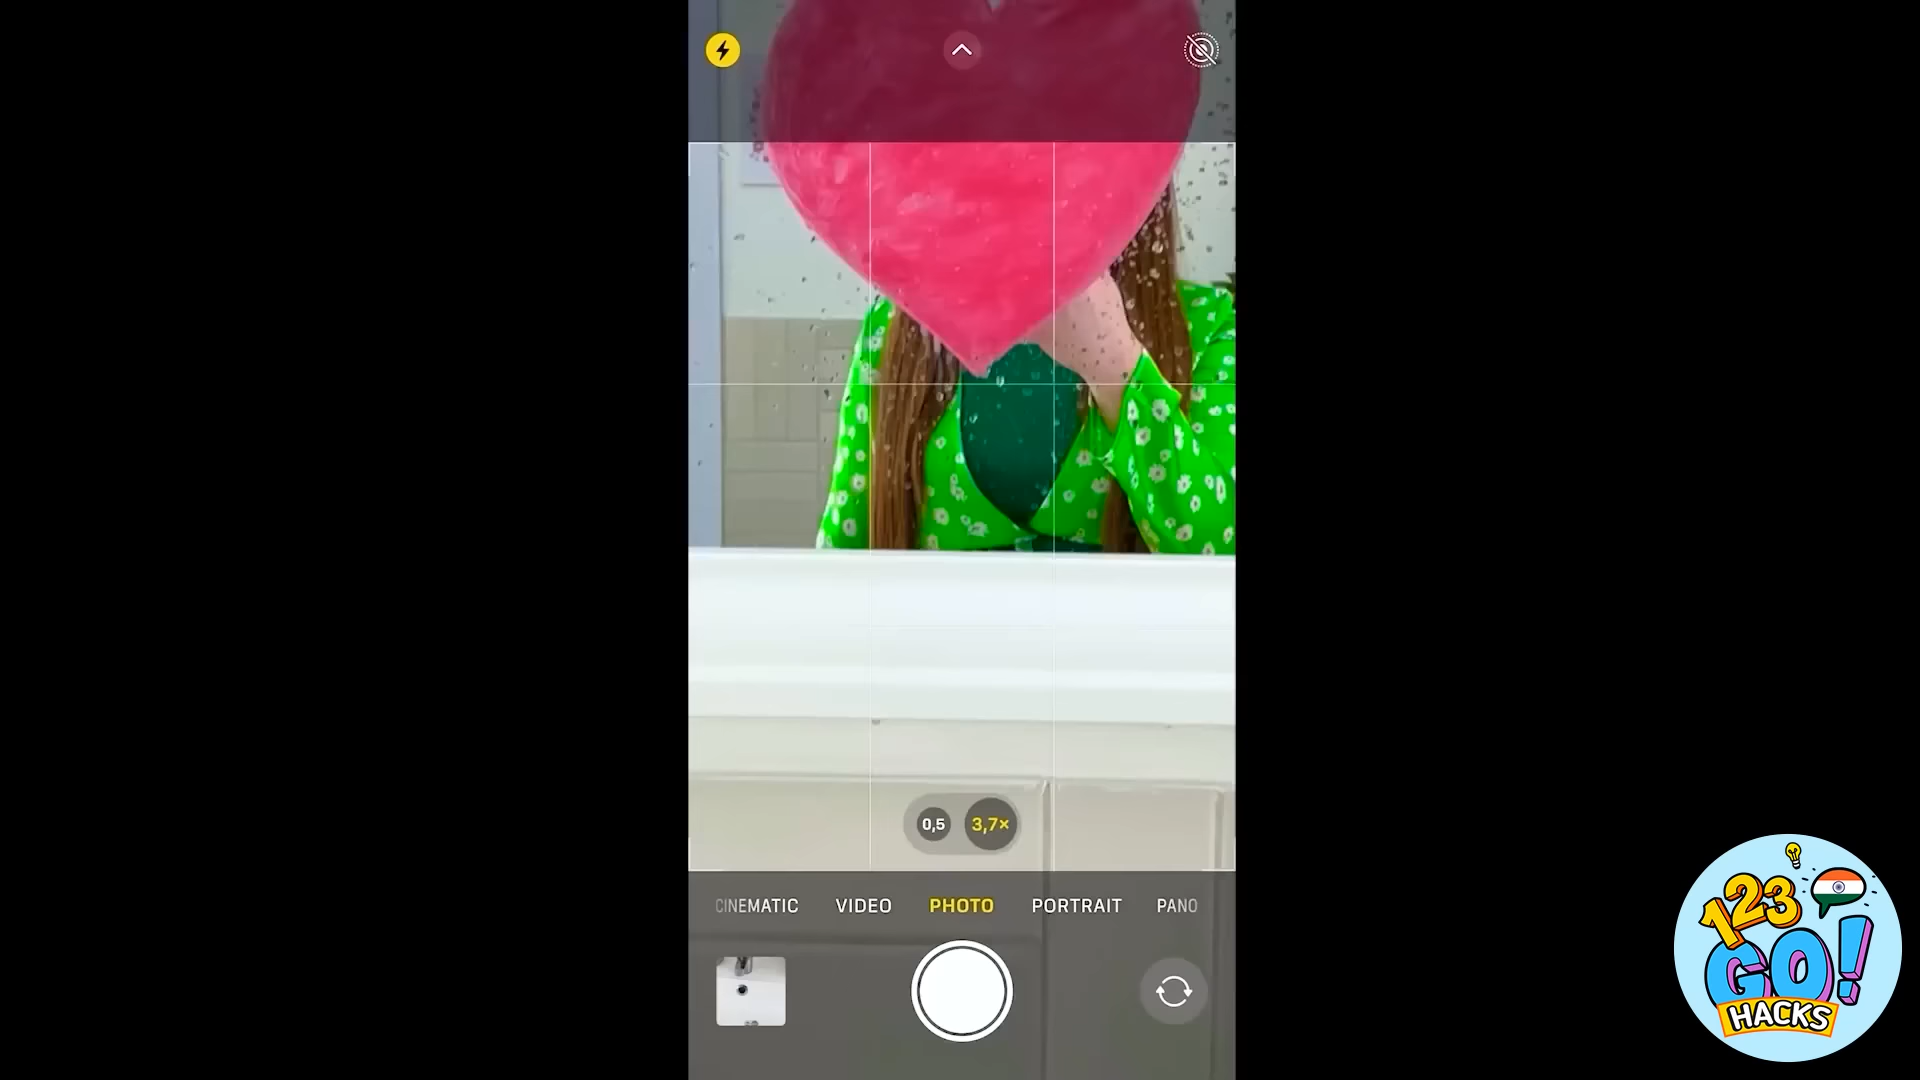 0,5 3,7×
CINEMATIC VIDEO PHOTO PORTRAIT PANO
123
GO!
HACKS